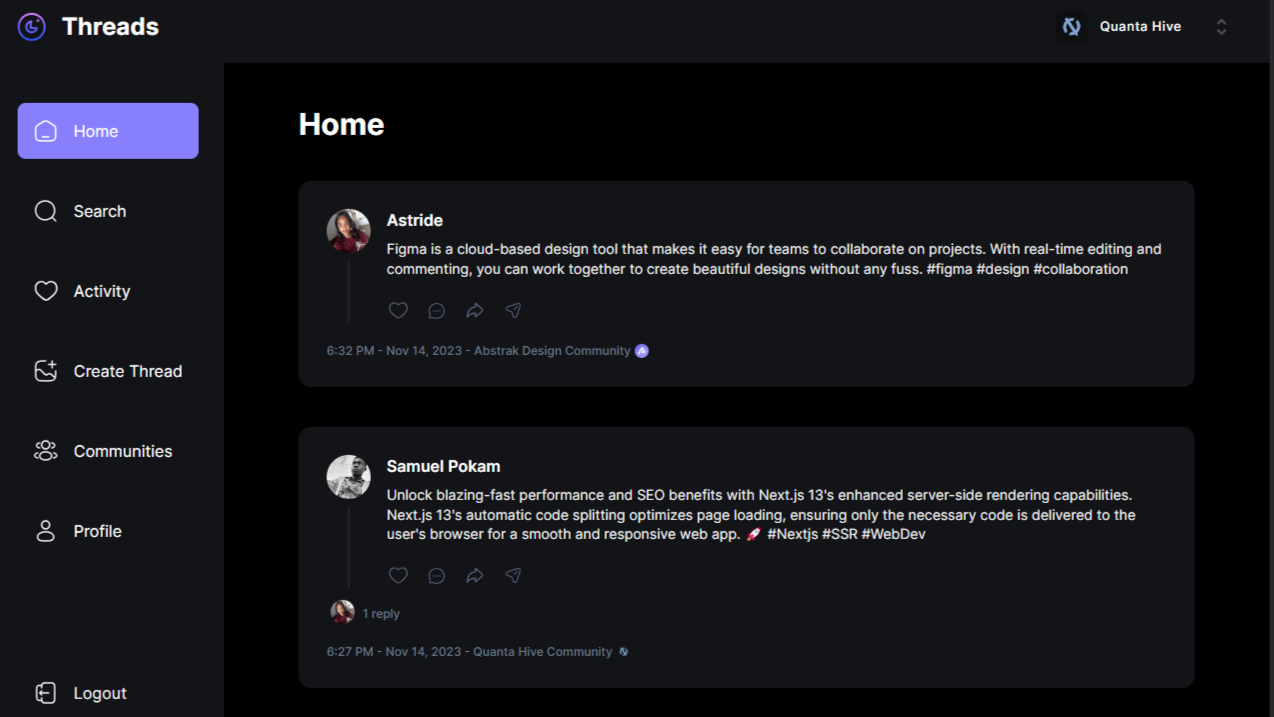 Threads
Quanta Hive
Home
Search
Activity
Create Thread
Communities
Profile
Logout
Home
Astride
Figma is a cloud-based design tool that makes it easy for teams to collaborate on projects. With real-time editing and
commenting, you can work together to create beautiful designs without any fuss. #figma #design #collaboration
6:32 PM - Nov 14, 2023 - Abstrak Design Community
Samuel Pokam
Unlock blazing-fast performance and SEO benefits with Next.js 13's enhanced server-side rendering capabilities.
Next.js 13's automatic code splitting optimizes page loading, ensuring only the necessary code is delivered to the
user's browser for a smooth and responsive web app. 🚀 #Nextjs #SSR #WebDev
1 reply
6:27 PM - Nov 14, 2023 - Quanta Hive Community